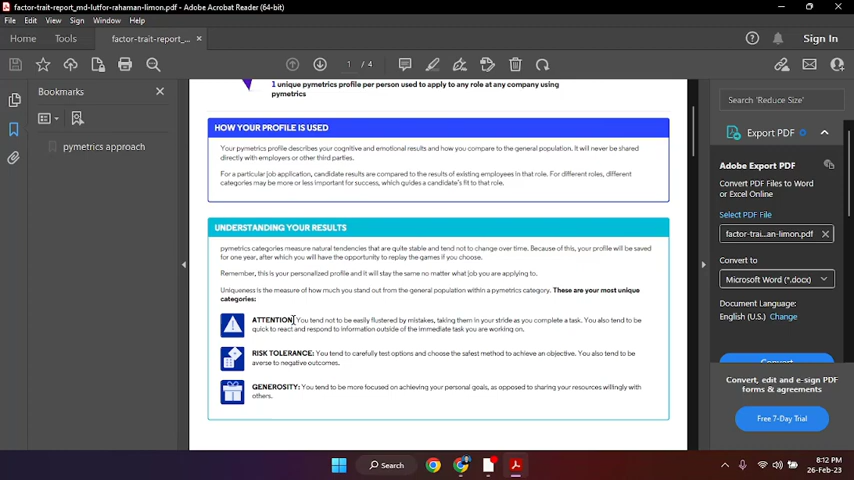 factor-trait-report_md-lutfor-rahaman-limon.pdf - Adobe Acrobat Reader (64-bit)
File Edit View Sign Window Help
Home Tools factor-trait-report_... × Sign In
1 / 4
Bookmarks
pymetrics approach
1 unique pymetrics profile per person used to apply to any role at any company using
pymetrics
HOW YOUR PROFILE IS USED
Your pymetrics profile describes your cognitive and emotional results and how you compare to the general population. It will never be shared
directly with employers or other third parties.
For a particular job application, candidate results are compared to the results of existing employees in that role. For different roles, different
categories may be more or less important for success, which guides a candidate's fit to that role.
UNDERSTANDING YOUR RESULTS
pymetrics categories measure natural tendencies that are quite stable and tend not to change over time. Because of this, your profile will be saved
for one year, after which you will have the opportunity to replay the games if you choose.
Remember, this is your personalized profile and it will stay the same no matter what job you are applying to.
Uniqueness is the measure of how much you stand out from the general population within a pymetrics category. These are your most unique
categories:
ATTENTION: You tend not to be easily flustered by mistakes, taking them in your stride as you complete a task. You also tend to be
quick to react and respond to information outside of the immediate task you are working on.
RISK TOLERANCE: You tend to carefully test options and choose the safest method to achieve an objective. You also tend to be
averse to negative outcomes.
GENEROSITY: You tend to be more focused on achieving your personal goals, as opposed to sharing your resources willingly with
others.
Search 'Reduce Size'
Export PDF
Adobe Export PDF
Convert PDF Files to Word
or Excel Online
Select PDF File
factor-trai...an-limon.pdf
Convert to
Microsoft Word (*.docx)
Document Language:
English (U.S.) Change
Convert
Convert, edit and e-sign PDF
forms & agreements
Free 7-Day Trial
Search
8:12 PM
26-Feb-23